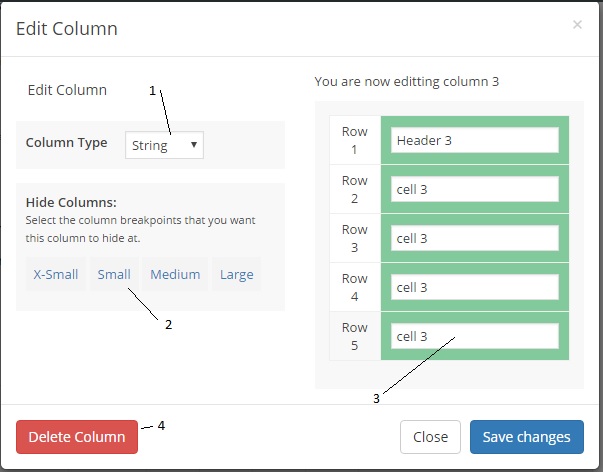 Edit Column
×
Edit Column
1
Column Type
String
Hide Columns:
Select the column breakpoints that you want
this column to hide at.
X-Small Small Medium Large
2
You are now editting column 3
Row
1
Header 3
Row
2
cell 3
Row
3
cell 3
Row
4
cell 3
Row
5
cell 3
3
Delete Column
4
Close
Save changes